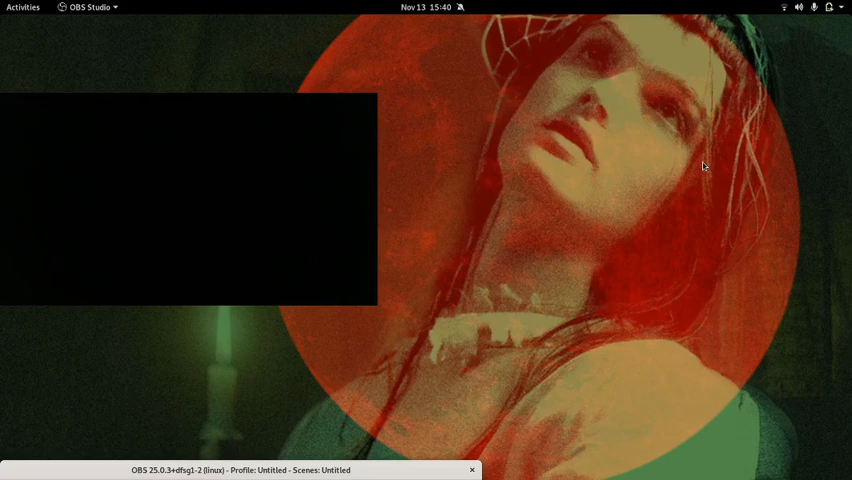 Activities OBS Studio Nov 13 15:40
OBS 25.0.3+dfsg1-2 (linux) - Profile: Untitled - Scenes: Untitled